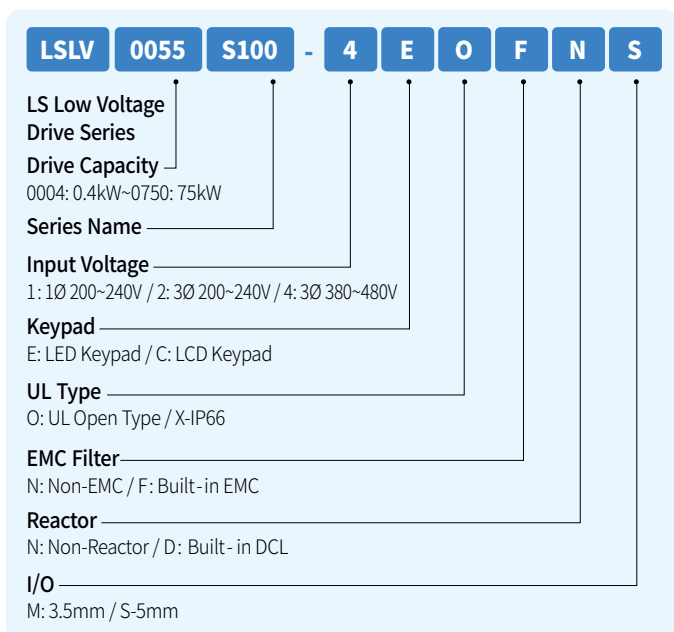 LSLV 0055 S100 - 4 E O F N S
LS Low Voltage
Drive Series
Drive Capacity
0004: 0.4kW~0750: 75kW
Series Name
Input Voltage
1: 1Ø 200~240V / 2: 3Ø 200~240V / 4: 3Ø 380~480V
Keypad
E: LED Keypad / C: LCD Keypad
UL Type
O: UL Open Type / X-IP66
EMC Filter
N: Non-EMC / F: Built-in EMC
Reactor
N: Non-Reactor / D: Built- in DCL
I/O
M: 3.5mm / S-5mm